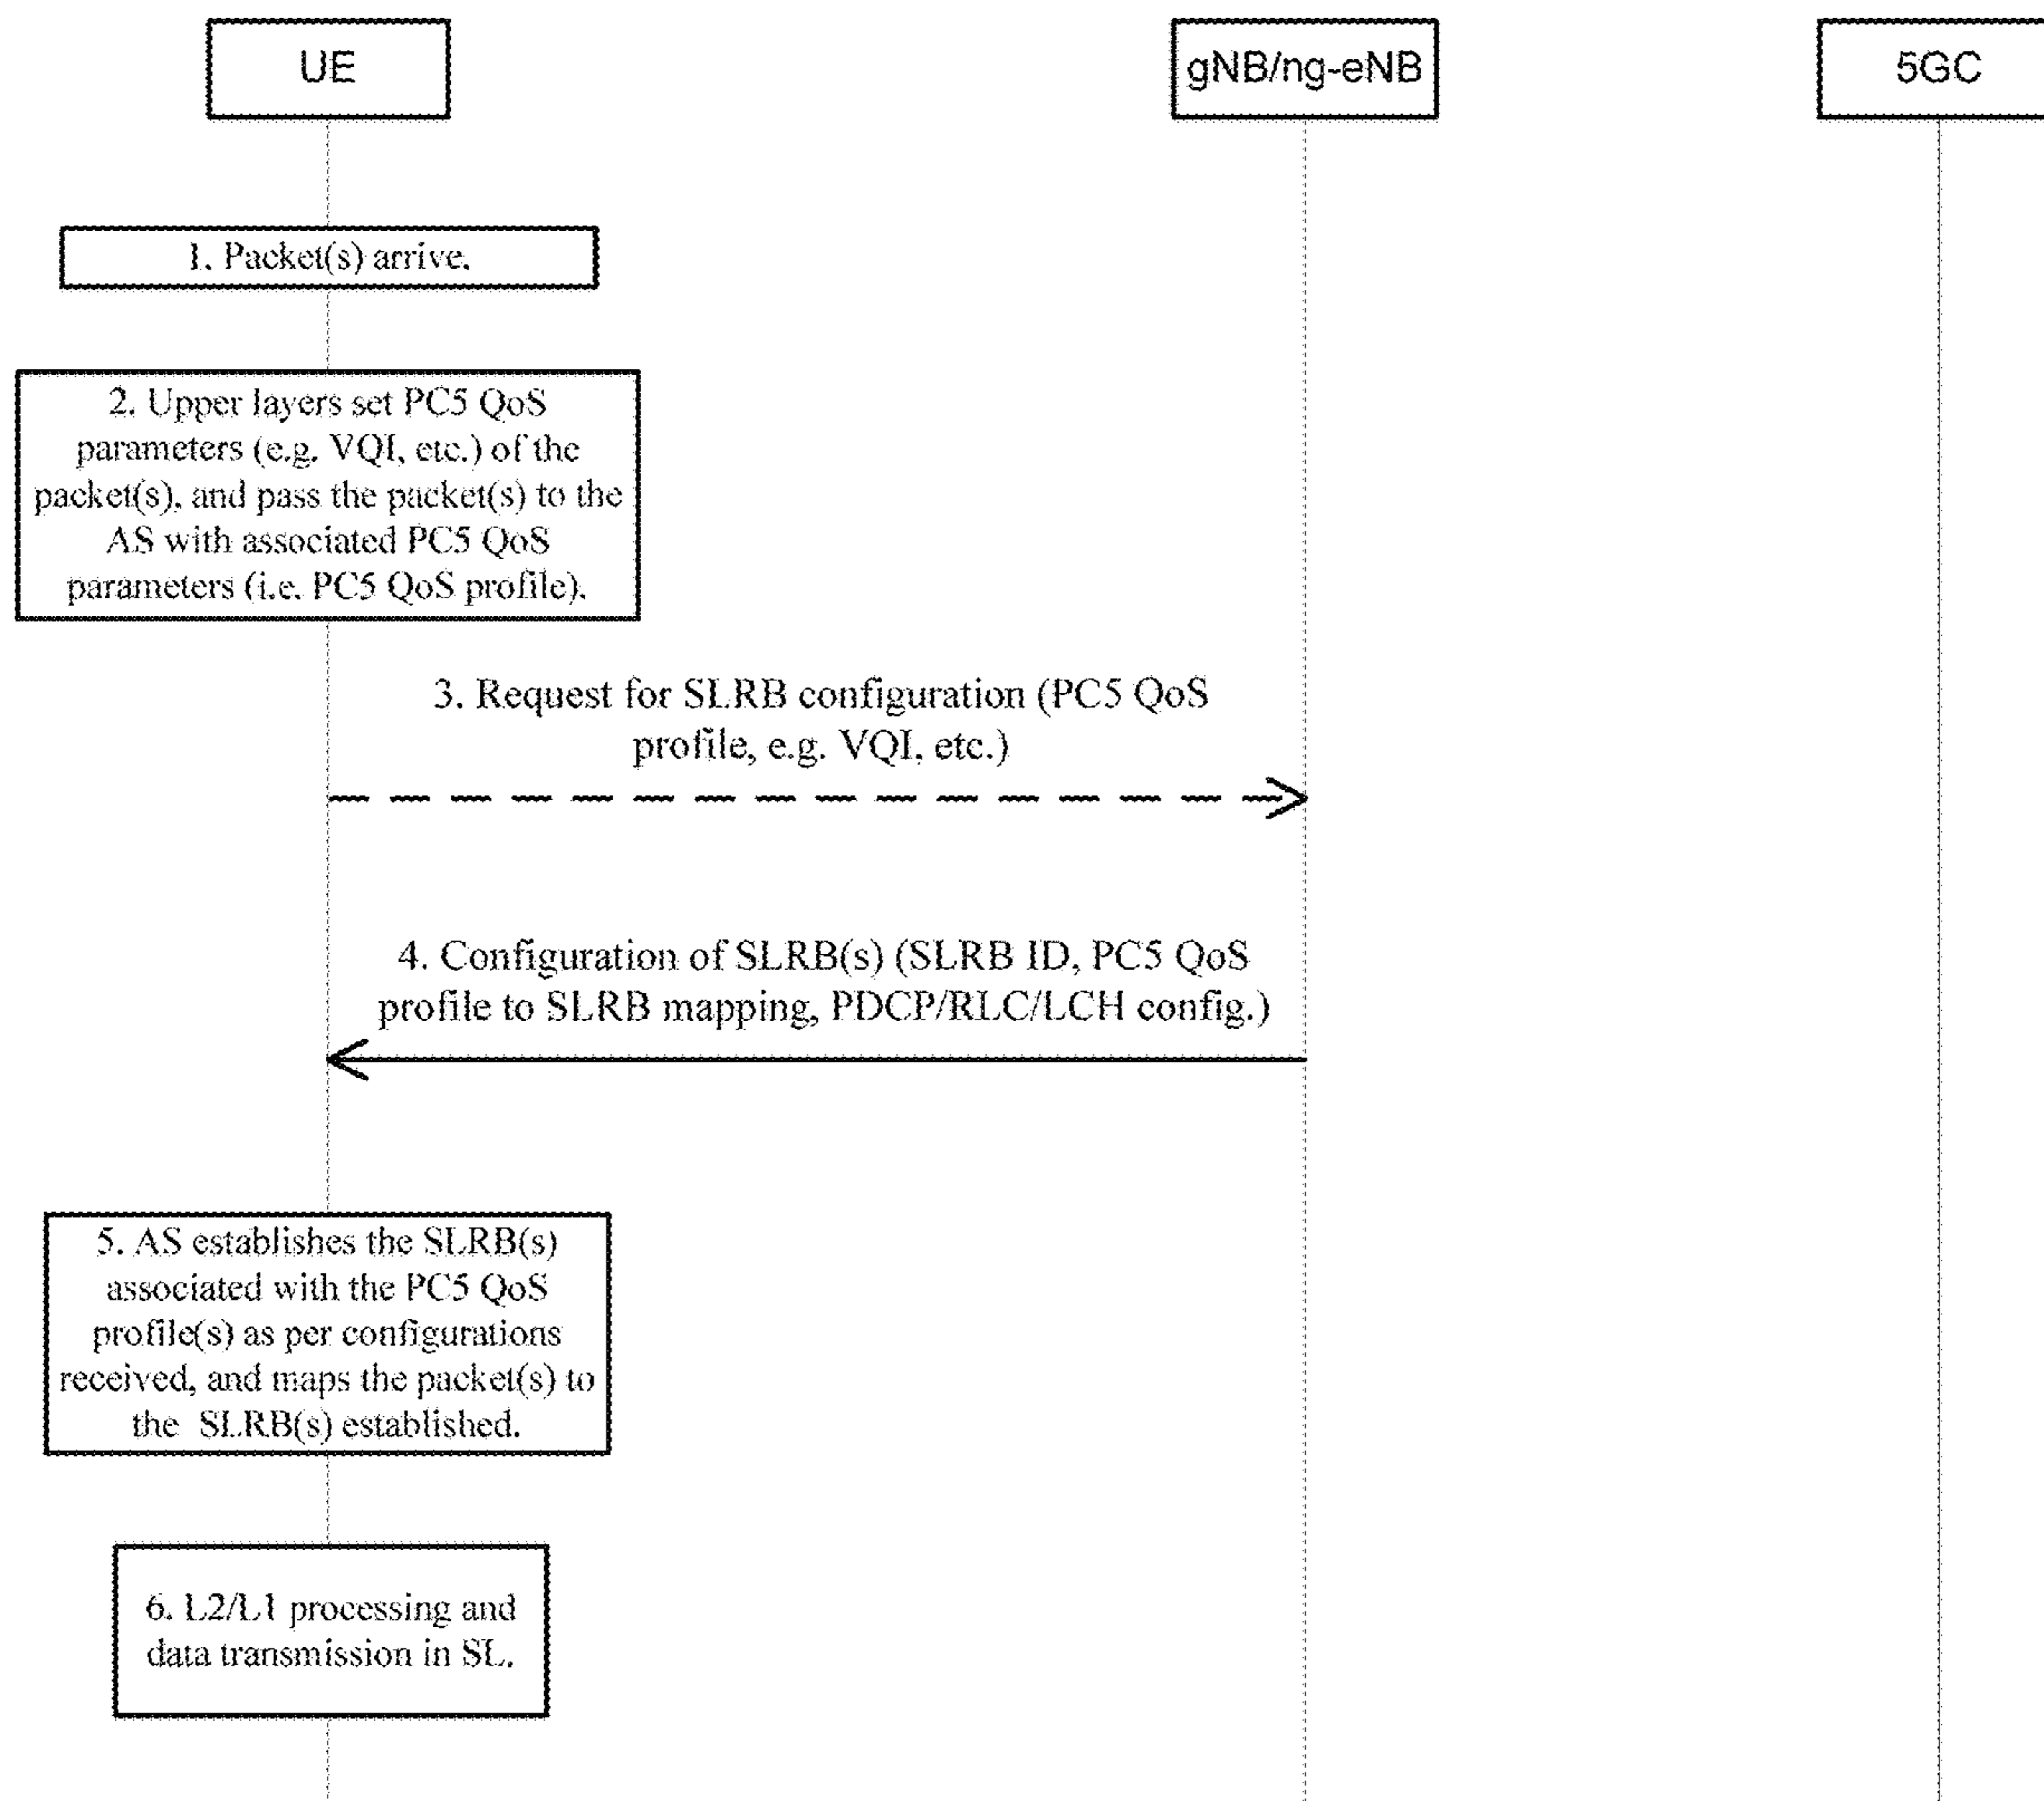 UE
gNB/ng-eNB
5GC
1. Packet(s) arrive.
2. Upper layers set PC5 QoS
parameters (e.g. VQI, etc.) of the
packet(s), and pass the packet(s) to the
AS with associated PC5 QoS
parameters (i.e. PC5 QoS profile).
3. Request for SLRB configuration (PC5 QoS
profile, e.g. VQI, etc.)
4. Configuration of SLRB(s) (SLRB ID, PC5 QoS
profile to SLRB mapping, PDCP/RLC/LCH config.)
5. AS establishes the SLRB(s)
associated with the PC5 QoS
profile(s) as per configurations
received, and maps the packet(s) to
the SLRB(s) established.
6. L2/L1 processing and
data transmission in SL.